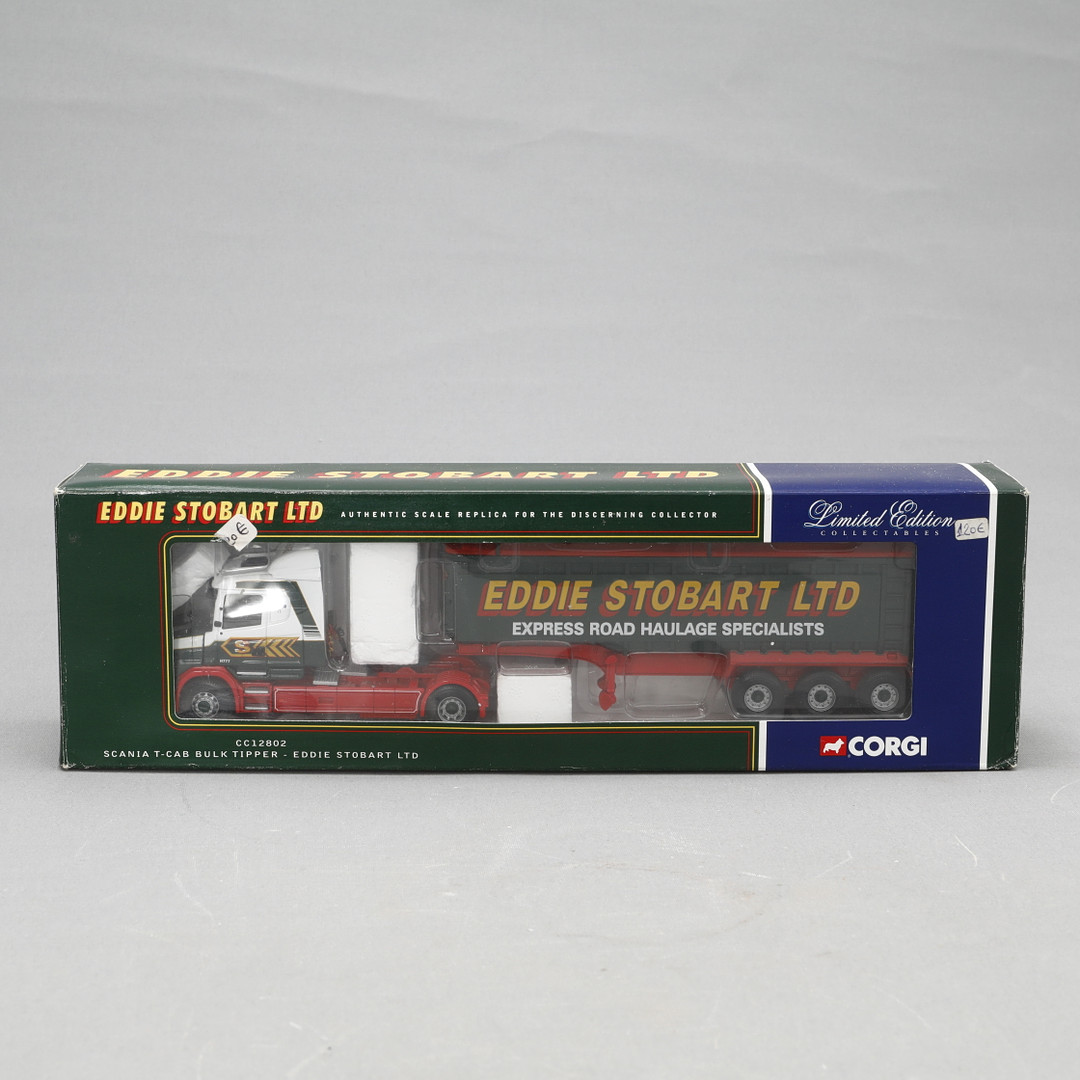 EDDIE STOBART LTD
EDDIE STOBART LTD
AUTHENTIC SCALE REPLICA FOR THE DISCERNING COLLECTOR
Limited Edition
COLLECTABLES
120€
EDDIE STOBART LTD
EXPRESS ROAD HAULAGE SPECIALISTS
S
CC12802
SCANIA T-CAB BULK TIPPER - EDDIE STOBART LTD
CORGI